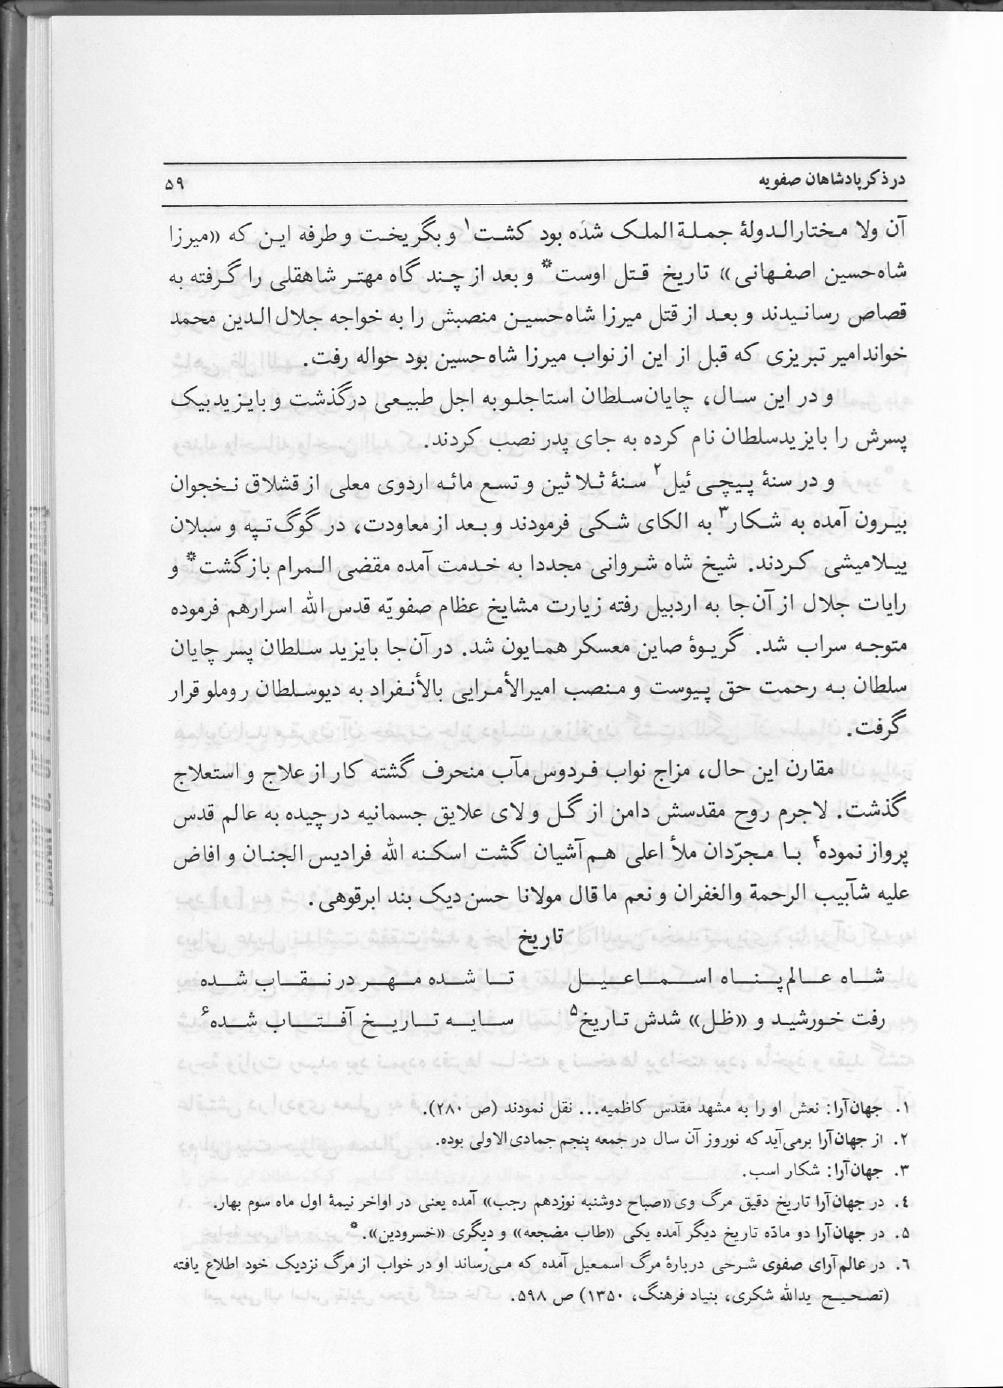 در ذکر پادشاهان صفویه ۵۹
آن ولا مختارالدولهٔ جملةالملک شده بود کشت۱ و بگریخت و طرفه این که «میرزا
شاه‌حسین اصفهانی» تاریخ قتل اوست* و بعد از چند گاه مهتر شاهقلی را گرفته به
قصاص رسانیدند و بعد از قتل میرزا شاه‌حسین منصبش را به خواجه جلال‌الدین محمد
خواندامیر تبریزی که قبل از این از نواب میرزا شاه‌حسین بود حواله رفت.
و در این سال، چایان‌سلطان استاجلو به اجل طبیعی درگذشت و بایزیدبیک
پسرش را بایزیدسلطان نام کرده به جای پدر نصب کردند.
و در سنهٔ پیچی ئیل۲ سنهٔ ثلاثین و تسع مائه اردوی معلی از قشلاق نخجوان
بیرون آمده به شکار۳ به الکای شکی فرمودند و بعد از معاودت، در گوگ‌تپه و سبلان
ییلامیشی کردند. شیخ شاه شروانی مجددا به خدمت آمده مقضی المرام بازگشت* و
رایات جلال از آن‌جا به اردبیل رفته زیارت مشایخ عظام صفویّه قدس الله اسرارهم فرموده
متوجه سراب شد. گریوهٔ صاین معسکر همایون شد. در آن‌جا بایزید سلطان پسر چایان
سلطان به رحمت حق پیوست و منصب امیرالأمرایی بالأنفراد به دیوسلطان روملو قرار
گرفت.
مقارن این حال، مزاج نواب فردوس‌مآب منحرف گشته کار از علاج و استعلاج
گذشت. لاجرم روح مقدسش دامن از گل و لای علایق جسمانیه درچیده به عالم قدس
پرواز نموده۴ با مجرّدان ملأ اعلی هم‌آشیان گشت اسکنه الله فرادیس الجنان و افاض
علیه شآبیب الرحمة والغفران و نعم ما قال مولانا حسن دیک بند ابرقوهی.
تاریخ
شاه عالم‌پناه اسماعیل تا شده مهر در نقاب شده
رفت خورشید و «ظل» شدش تاریخ۵ سایه تاریخ آفتاب شده۶
۱. جهان‌آرا: نعش او را به مشهد مقدس کاظمیه... نقل نمودند (ص ۲۸۰).
۲. از جهان‌آرا برمی‌آید که نوروز آن سال در جمعه پنجم جمادی‌الاولی بوده.
۳. جهان‌آرا: شکار اسب.
۴. در جهان‌آرا تاریخ دقیق مرگ وی «صباح دوشنبه نوزدهم رجب» آمده یعنی در اواخر نیمهٔ اول ماه سوم بهار.
۵. در جهان‌آرا دو مادّه تاریخ دیگر آمده یکی «طاب مضجعه» و دیگری «خسرودین».*
۶. در عالم‌آرای صفوی شرحی دربارهٔ مرگ اسمعیل آمده که می‌رساند او در خواب از مرگ نزدیک خود اطلاع یافته
(تصحیح یدالله شکری، بنیاد فرهنگ، ۱۳۵۰) ص ۵۹۸.